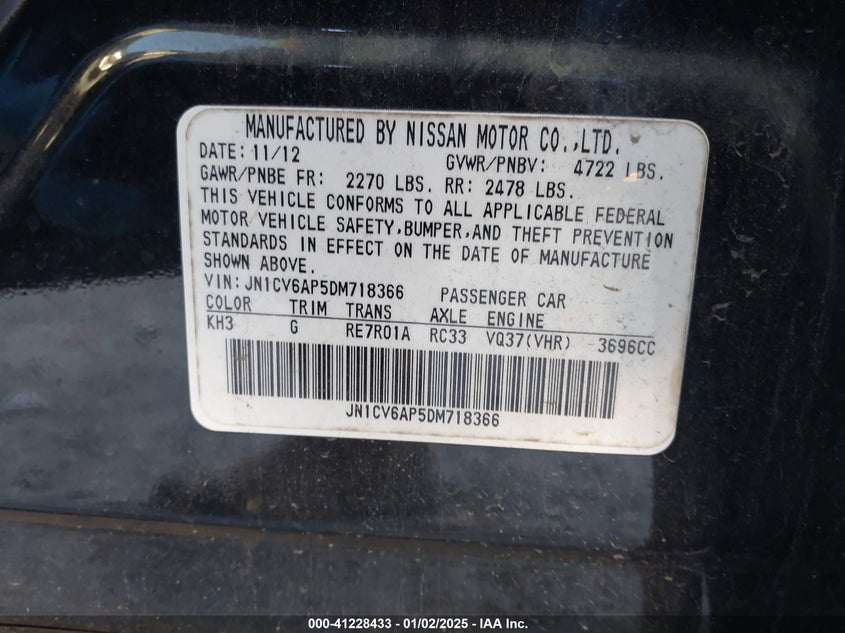 MANUFACTURED BY NISSAN MOTOR CO.,LTD.
DATE: 11/12 GVWR/PNBV: 4722 LBS.
GAWR/PNBE FR: 2270 LBS. RR: 2478 LBS.
THIS VEHICLE CONFORMS TO ALL APPLICABLE FEDERAL
MOTOR VEHICLE SAFETY,BUMPER,AND THEFT PREVENTION
STANDARDS IN EFFECT ON THE DATE OF MANUFACTURE
SHOWN ABOVE.
VIN: JN1CV6AP5DM718366 PASSENGER CAR
COLOR TRIM TRANS AXLE ENGINE
KH3 G RE7R01A RC33 VQ37(VHR) 3696CC
JN1CV6AP5DM718366
000-41228433 - 01/02/2025 - IAA Inc.